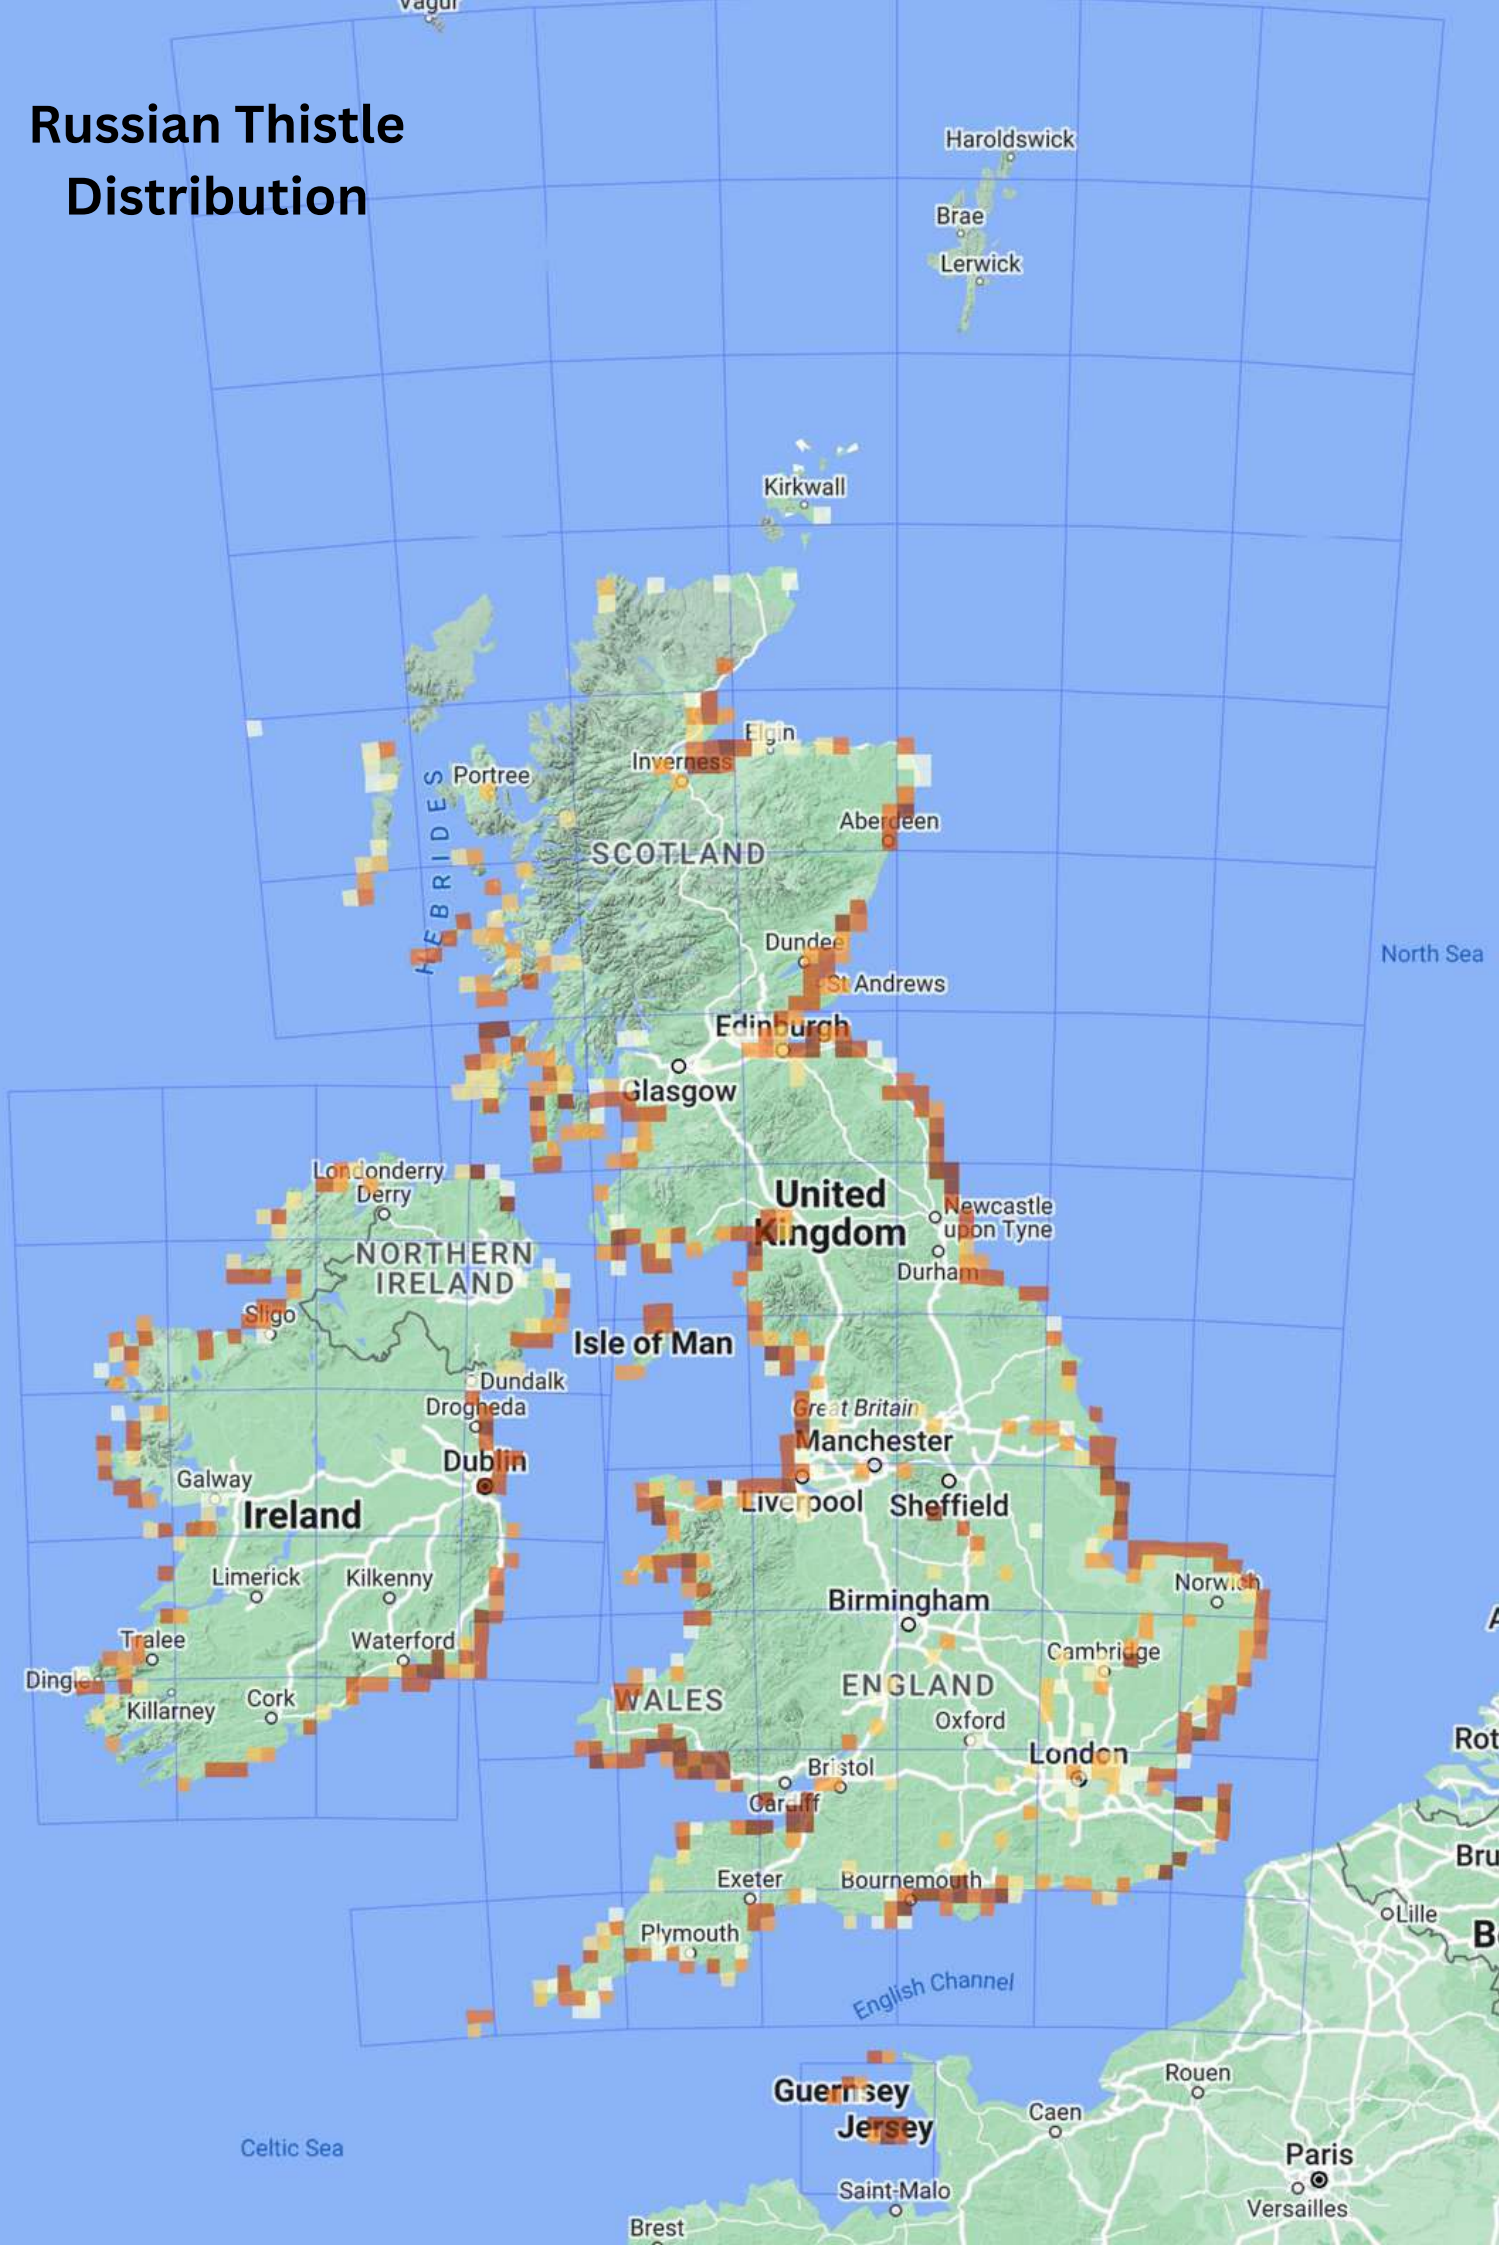 Vágur
Russian Thistle
Distribution
Haroldswick
Brae
Lerwick
Kirkwall
Elgin
Inverness
Portree
HEBRIDES
Aberdeen
SCOTLAND
Dundee
St Andrews
North Sea
Edinburgh
Glasgow
Londonderry
Derry
United
Kingdom
Newcastle
upon Tyne
NORTHERN
IRELAND
Durham
Sligo
Isle of Man
Dundalk
Drogheda
Great Britain
Manchester
Dublin
Galway
Liverpool
Sheffield
Ireland
Limerick
Kilkenny
Norwich
Birmingham
Tralee
Waterford
Cambridge
Dingle
Killarney
Cork
WALES
ENGLAND
Oxford
London
Rot
Bristol
Cardiff
Bru
Exeter
Bournemouth
Lille
Plymouth
B
English Channel
Guernsey
Jersey
Rouen
Caen
Celtic Sea
Paris
Saint-Malo
Versailles
Brest